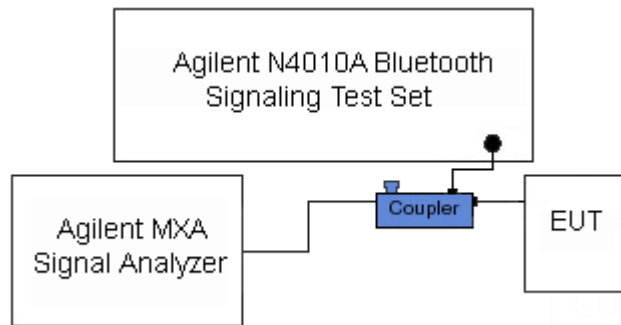 Agilent N4010A Bluetooth
Signaling Test Set
Coupler
Agilent MXA
Signal Analyzer
EUT